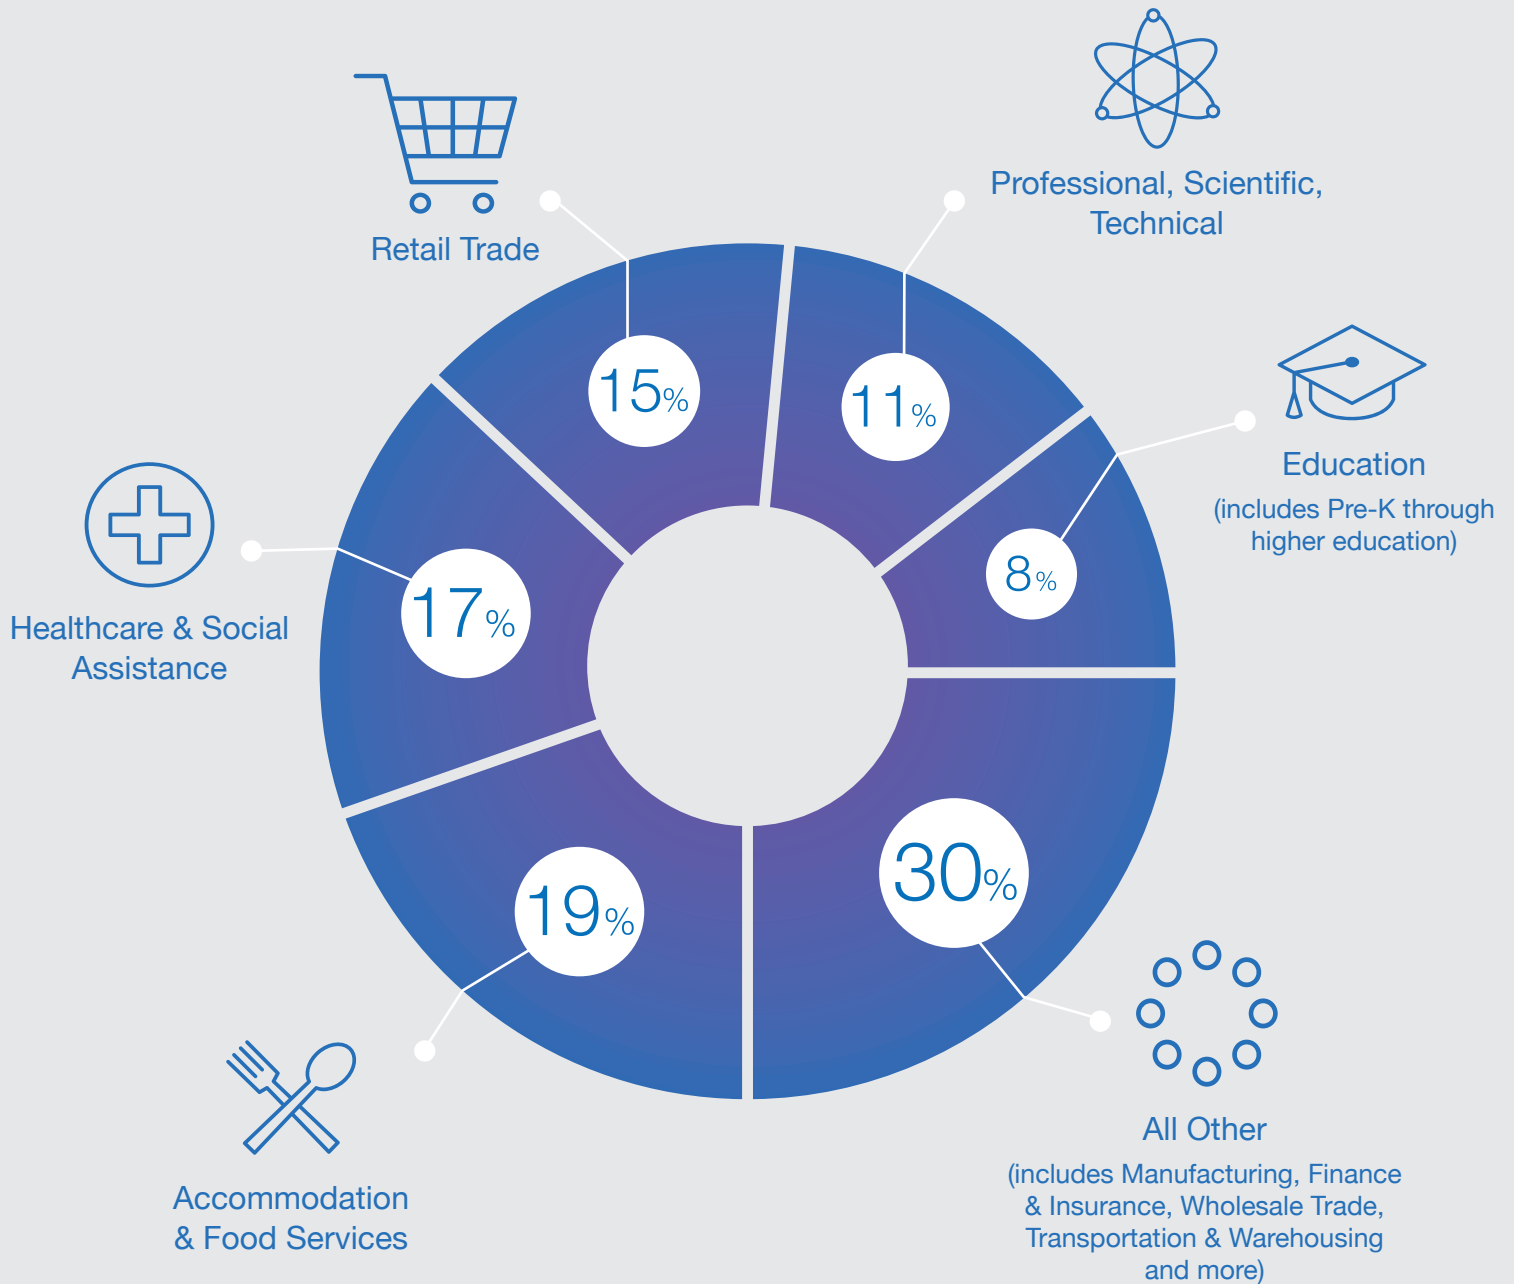 Professional, Scientific,
Technical
Retail Trade
15%
11%
Education
(includes Pre-K through
higher education)
8%
Healthcare & Social
Assistance
17%
30%
19%
All Other
(includes Manufacturing, Finance
& Insurance, Wholesale Trade,
Transportation & Warehousing
and more)
Accommodation
& Food Services